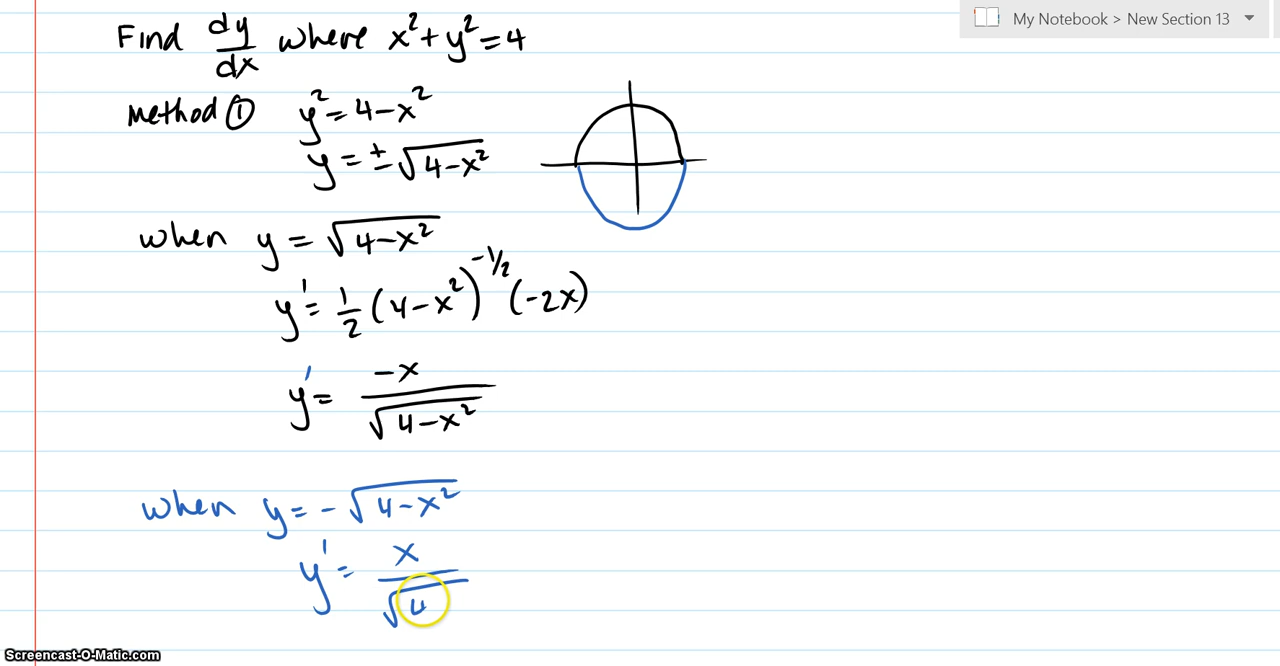 My Notebook > New Section 13
Find dy/dx where x²+y²=4
Method ① y²=4-x²
y=±√(4-x²)
when y=√(4-x²)
y'=1/2(4-x²)^(-1/2)(-2x)
y'=-x/√(4-x²)
when y=-√(4-x²)
y'=x/√4
Screencast-O-Matic.com